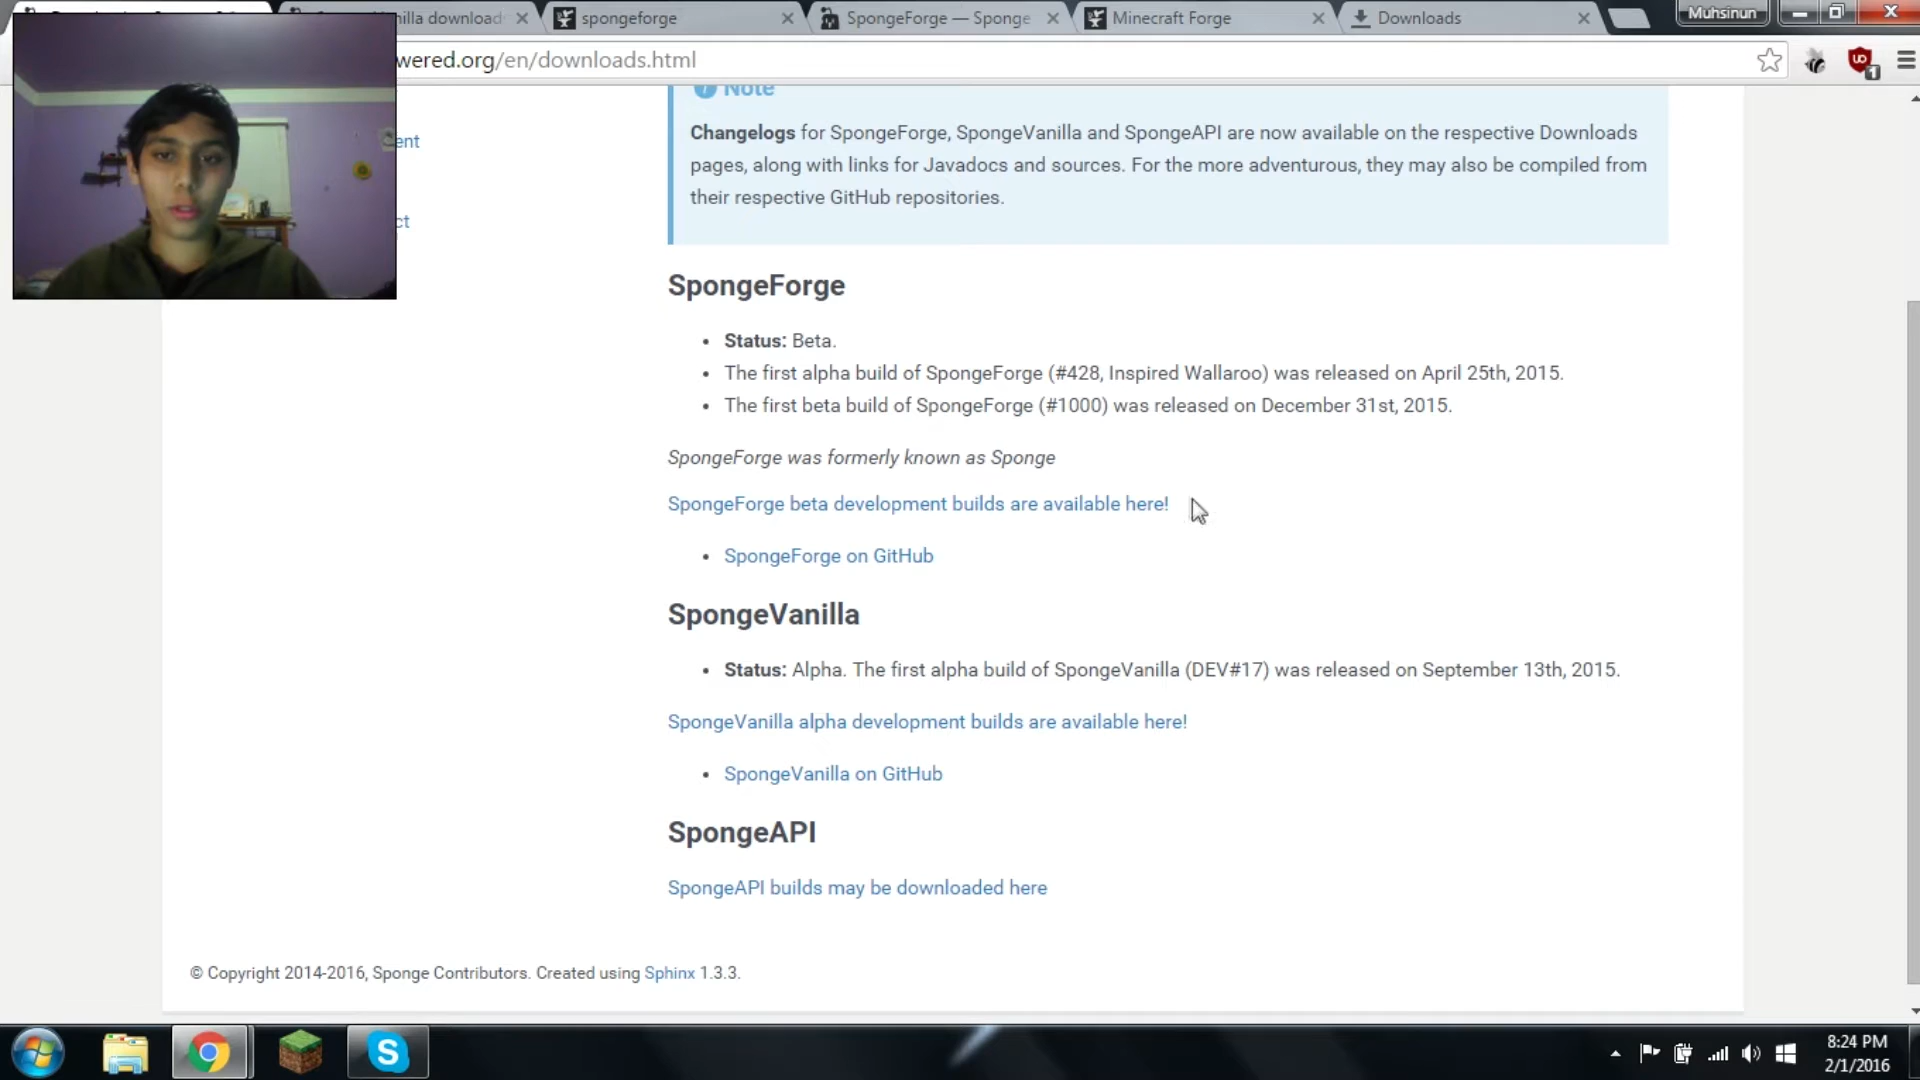 Vanilla download
spongeforge
SpongeForge — Sponge
Minecraft Forge
Downloads
Muhsinun
wered.org/en/downloads.html
Note
Changelogs for SpongeForge, SpongeVanilla and SpongeAPI are now available on the respective Downloads
pages, along with links for Javadocs and sources. For the more adventurous, they may also be compiled from
their respective GitHub repositories.
ent
ct
SpongeForge
• Status: Beta.
• The first alpha build of SpongeForge (#428, Inspired Wallaroo) was released on April 25th, 2015.
• The first beta build of SpongeForge (#1000) was released on December 31st, 2015.
SpongeForge was formerly known as Sponge
SpongeForge beta development builds are available here!
• SpongeForge on GitHub
SpongeVanilla
• Status: Alpha. The first alpha build of SpongeVanilla (DEV#17) was released on September 13th, 2015.
SpongeVanilla alpha development builds are available here!
• SpongeVanilla on GitHub
SpongeAPI
SpongeAPI builds may be downloaded here
© Copyright 2014-2016, Sponge Contributors. Created using Sphinx 1.3.3.
8:24 PM
2/1/2016